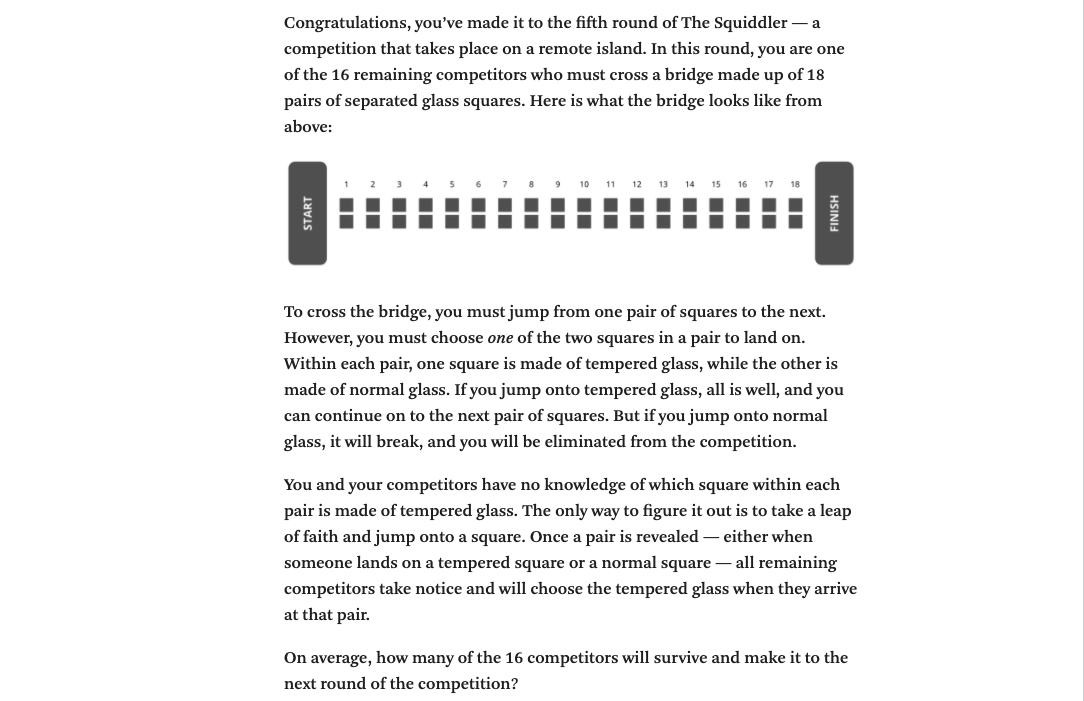 Congratulations, you’ve made it to the fifth round of The Squiddler — a
competition that takes place on a remote island. In this round, you are one
of the 16 remaining competitors who must cross a bridge made up of 18
pairs of separated glass squares. Here is what the bridge looks like from
above:
START
1 2 3 4 5 6 7 8 9 10 11 12 13 14 15 16 17 18
FINISH
To cross the bridge, you must jump from one pair of squares to the next.
However, you must choose one of the two squares in a pair to land on.
Within each pair, one square is made of tempered glass, while the other is
made of normal glass. If you jump onto tempered glass, all is well, and you
can continue on to the next pair of squares. But if you jump onto normal
glass, it will break, and you will be eliminated from the competition.
You and your competitors have no knowledge of which square within each
pair is made of tempered glass. The only way to figure it out is to take a leap
of faith and jump onto a square. Once a pair is revealed — either when
someone lands on a tempered square or a normal square — all remaining
competitors take notice and will choose the tempered glass when they arrive
at that pair.
On average, how many of the 16 competitors will survive and make it to the
next round of the competition?